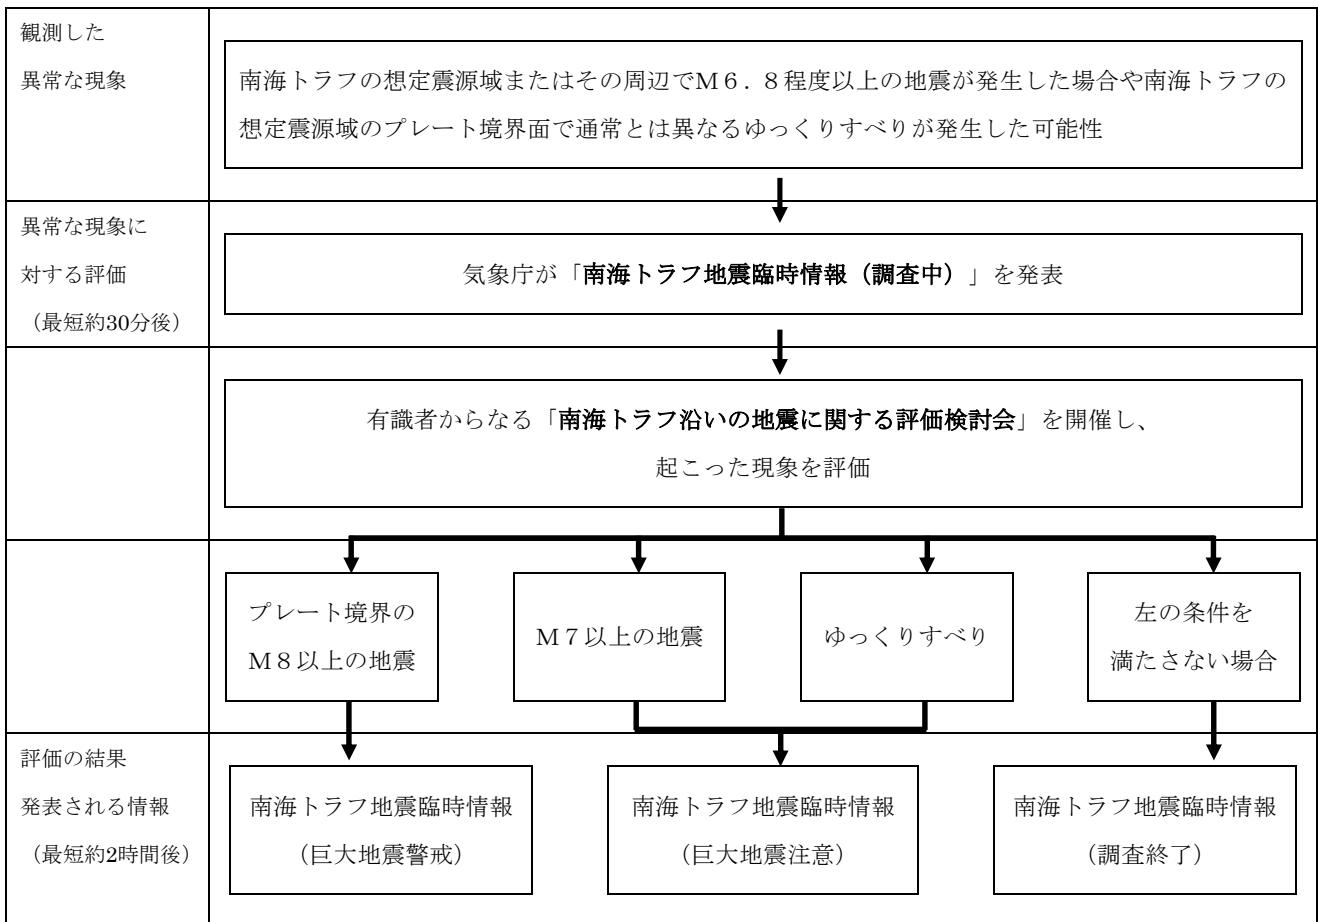 観測した
異常な現象
南海トラフの想定震源域またはその周辺でM６．８程度以上の地震が発生した場合や南海トラフの
想定震源域のプレート境界面で通常とは異なるゆっくりすべりが発生した可能性
異常な現象に
対する評価
（最短約30分後）
気象庁が「南海トラフ地震臨時情報（調査中）」を発表
有識者からなる「南海トラフ沿いの地震に関する評価検討会」を開催し、
起こった現象を評価
プレート境界の
M８以上の地震
M７以上の地震
ゆっくりすべり
左の条件を
満たさない場合
評価の結果
発表される情報
（最短約2時間後）
南海トラフ地震臨時情報
（巨大地震警戒）
南海トラフ地震臨時情報
（巨大地震注意）
南海トラフ地震臨時情報
（調査終了）